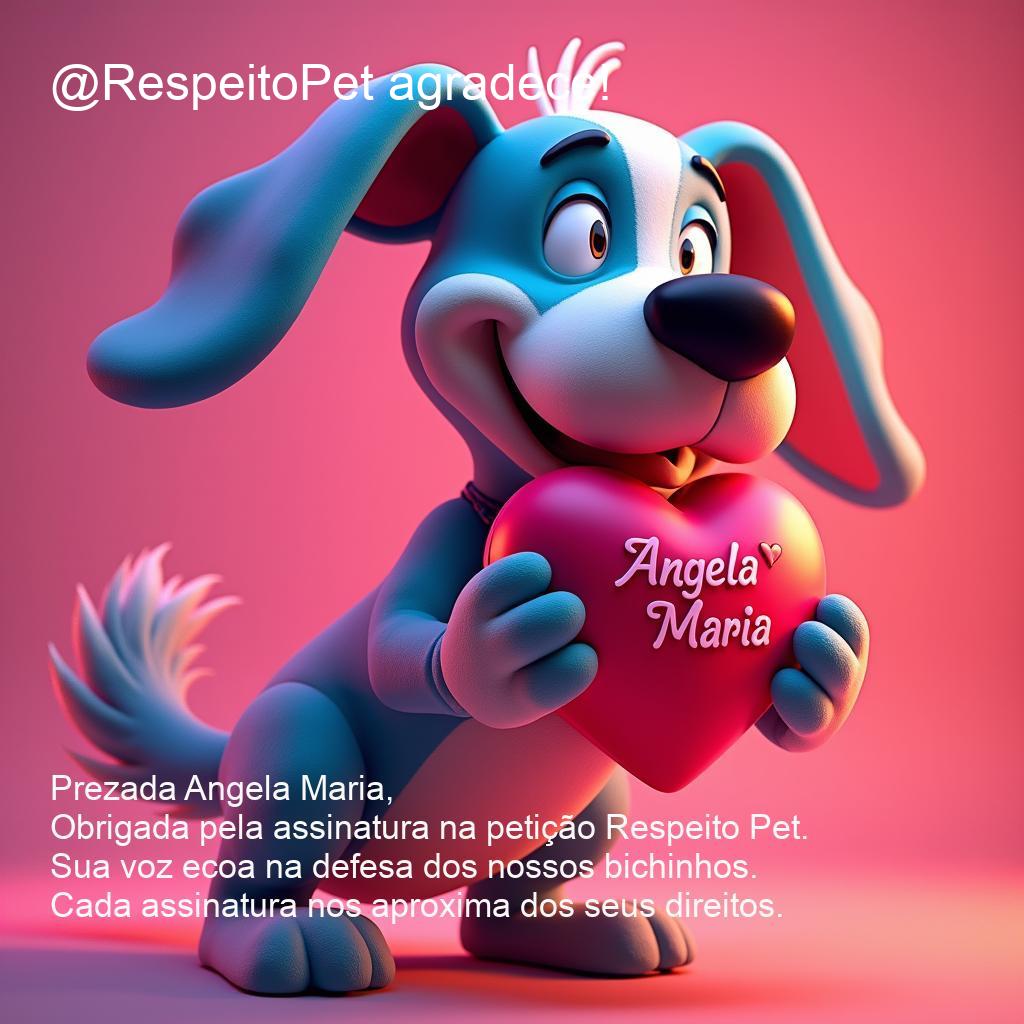 @RespeitoPet agradece!
Angela
Maria
Prezada Angela Maria,
Obrigada pela assinatura na petição Respeito Pet.
Sua voz ecoa na defesa dos nossos bichinhos.
Cada assinatura nos aproxima dos seus direitos.